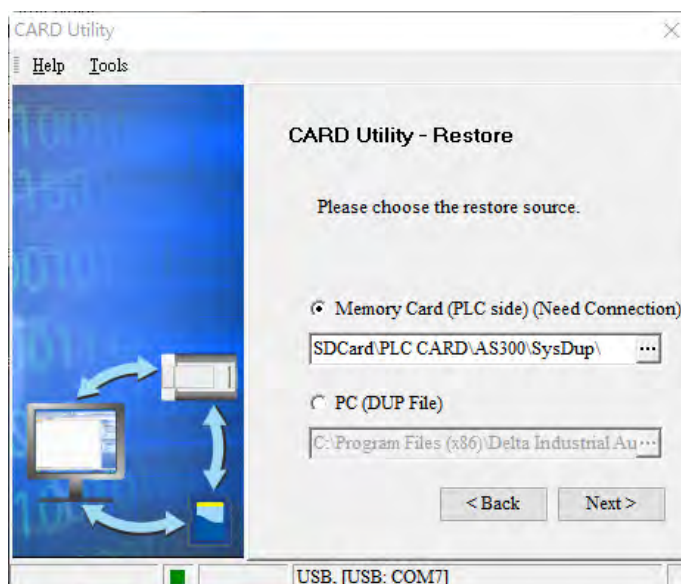 CARD Utility
Help Tools
CARD Utility - Restore
Please choose the restore source.
Memory Card (PLC side) (Need Connection)
SDCard\PLC CARD\AS300\SysDup\ ...
PC (DUP File)
C:\Program Files (x86)\Delta Industrial Au...
< Back Next >
USB, [USB: COM7]